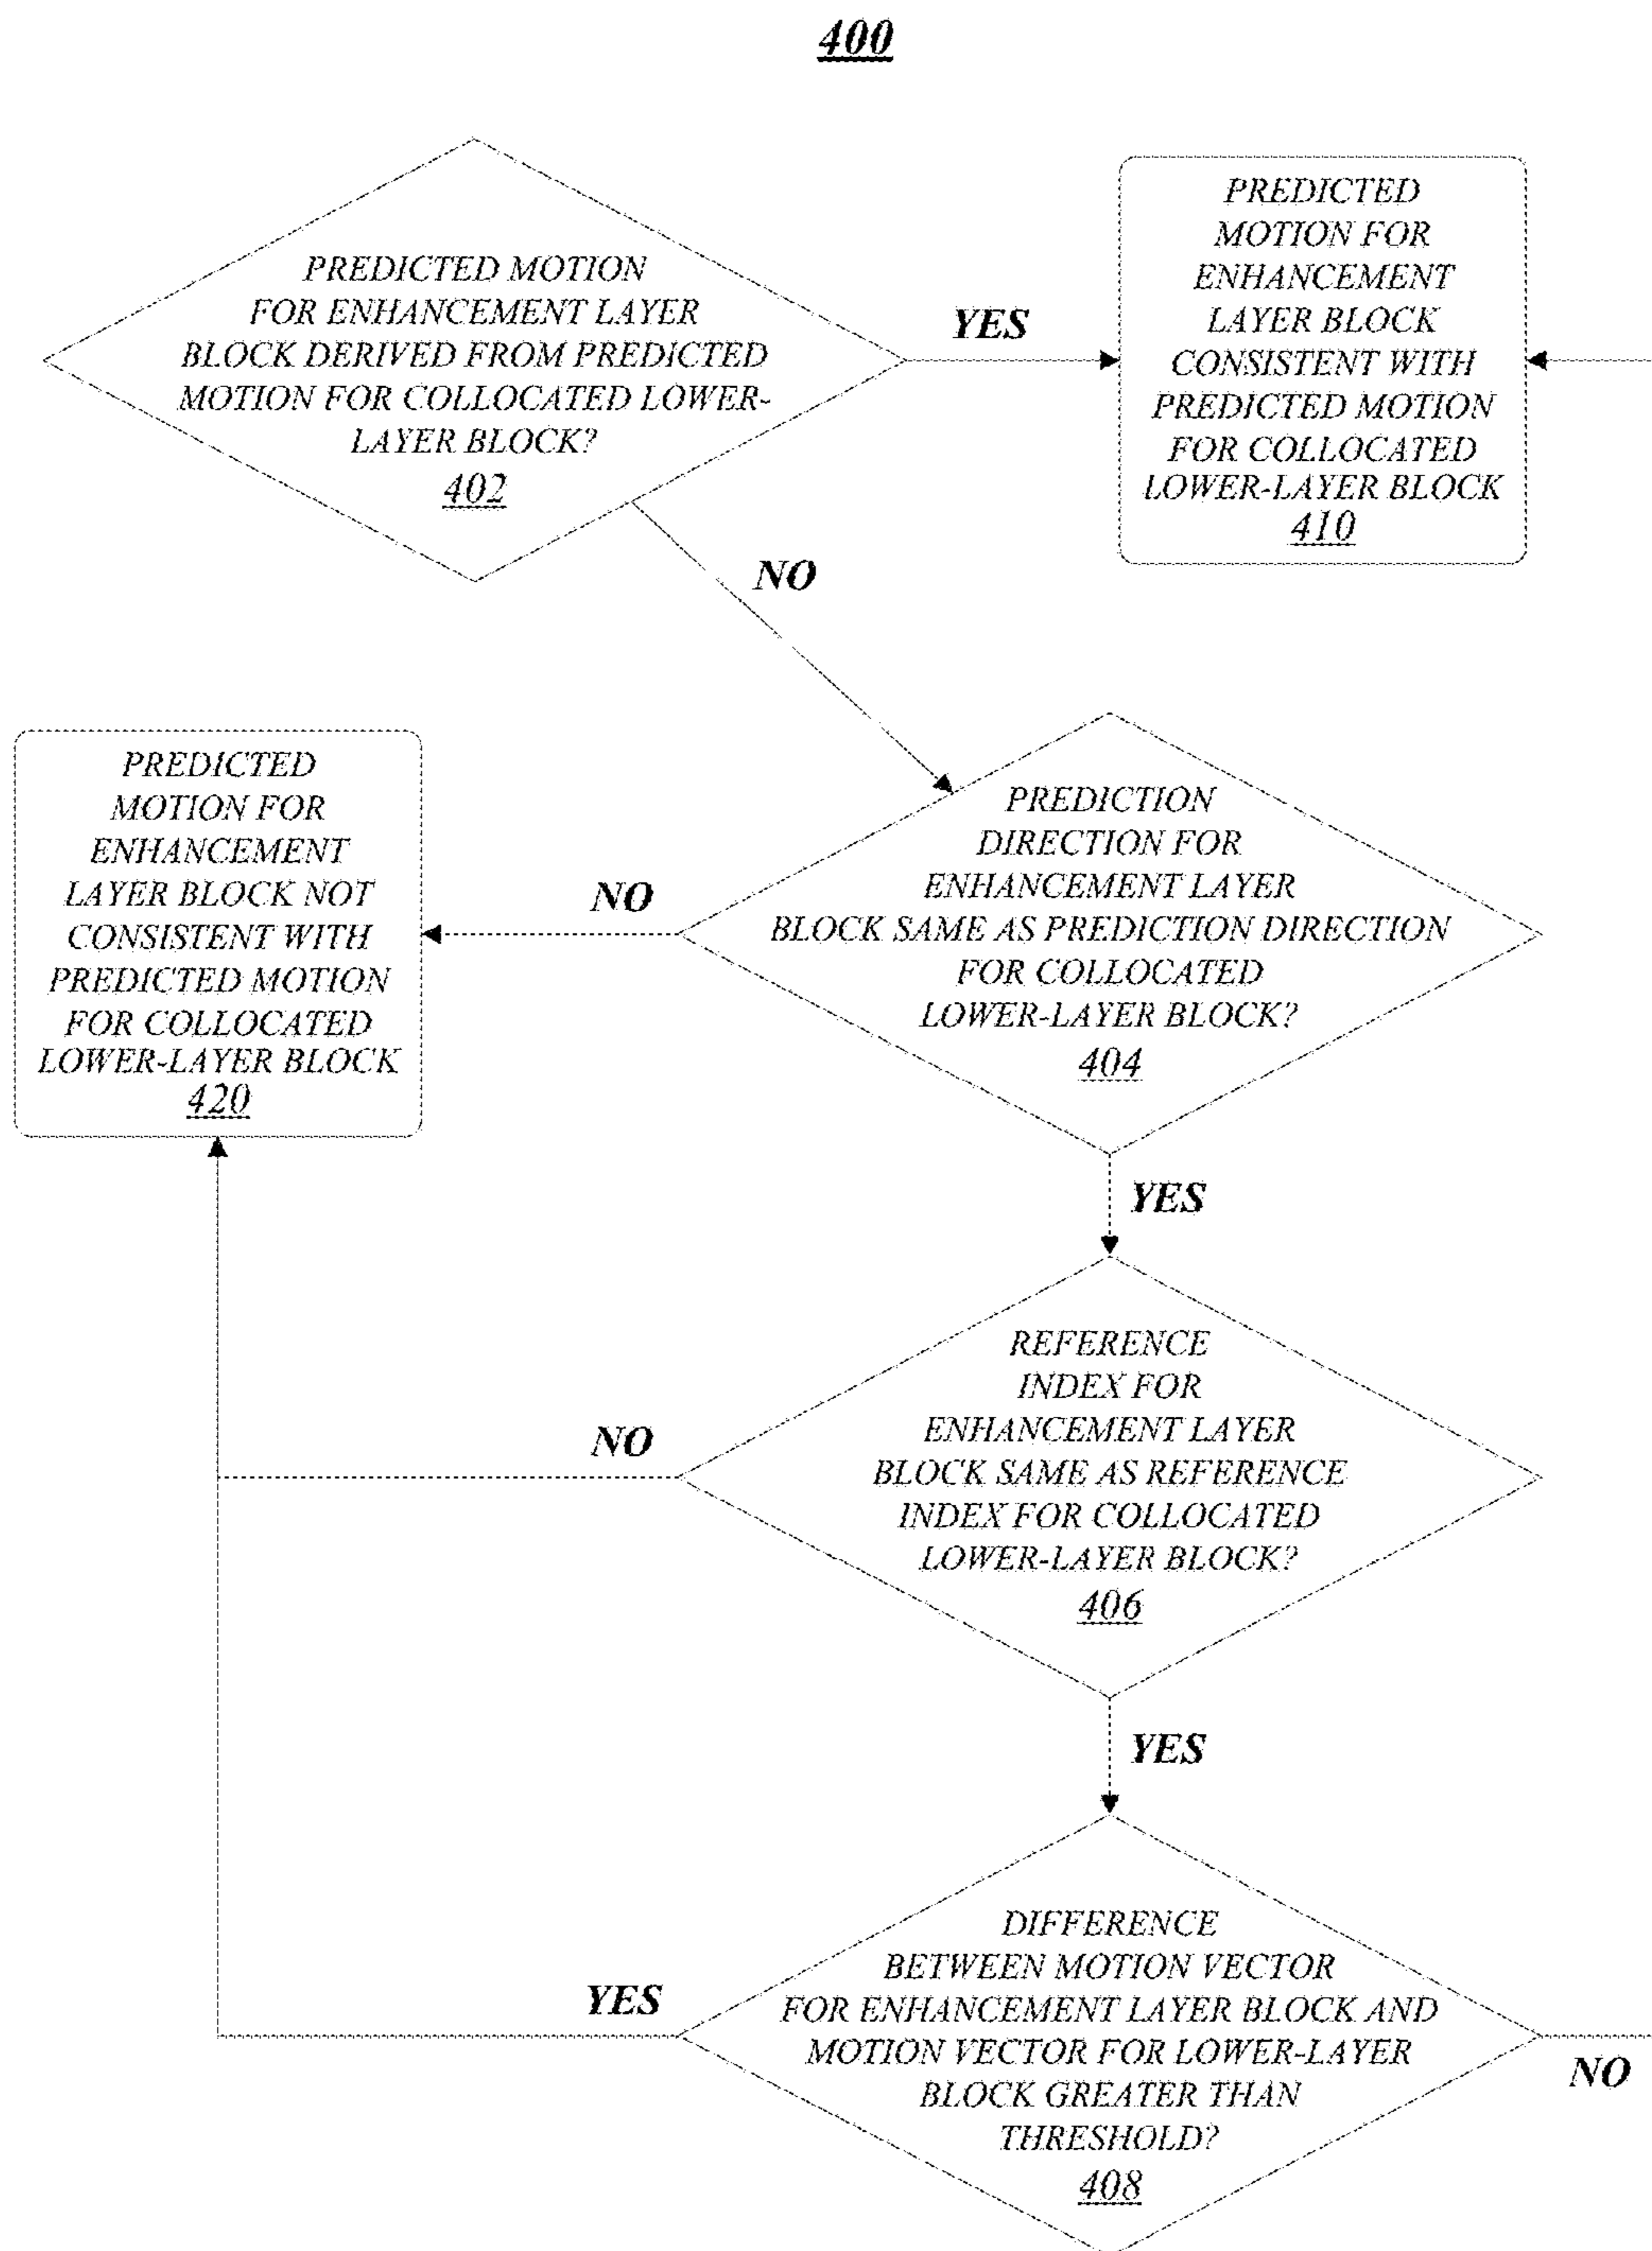 400
PREDICTED MOTION
FOR ENHANCEMENT LAYER
BLOCK DERIVED FROM PREDICTED
MOTION FOR COLLOCATED LOWER-
LAYER BLOCK?
402
YES
PREDICTED
MOTION FOR
ENHANCEMENT
LAYER BLOCK
CONSISTENT WITH
PREDICTED MOTION
FOR COLLOCATED
LOWER-LAYER BLOCK
410
NO
PREDICTED
MOTION FOR
ENHANCEMENT
LAYER BLOCK NOT
CONSISTENT WITH
PREDICTED MOTION
FOR COLLOCATED
LOWER-LAYER BLOCK
420
NO
PREDICTION
DIRECTION FOR
ENHANCEMENT LAYER
BLOCK SAME AS PREDICTION DIRECTION
FOR COLLOCATED
LOWER-LAYER BLOCK?
404
YES
REFERENCE
INDEX FOR
ENHANCEMENT LAYER
BLOCK SAME AS REFERENCE
INDEX FOR COLLOCATED
LOWER-LAYER BLOCK?
406
NO
YES
DIFFERENCE
BETWEEN MOTION VECTOR
FOR ENHANCEMENT LAYER BLOCK AND
MOTION VECTOR FOR LOWER-LAYER
BLOCK GREATER THAN
THRESHOLD?
408
YES
NO